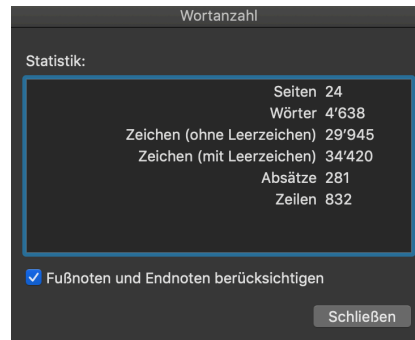 Wortanzahl
Statistik:
Seiten 24
Wörter 4’638
Zeichen (ohne Leerzeichen) 29’945
Zeichen (mit Leerzeichen) 34’420
Absätze 281
Zeilen 832
Fußnoten und Endnoten berücksichtigen
Schließen